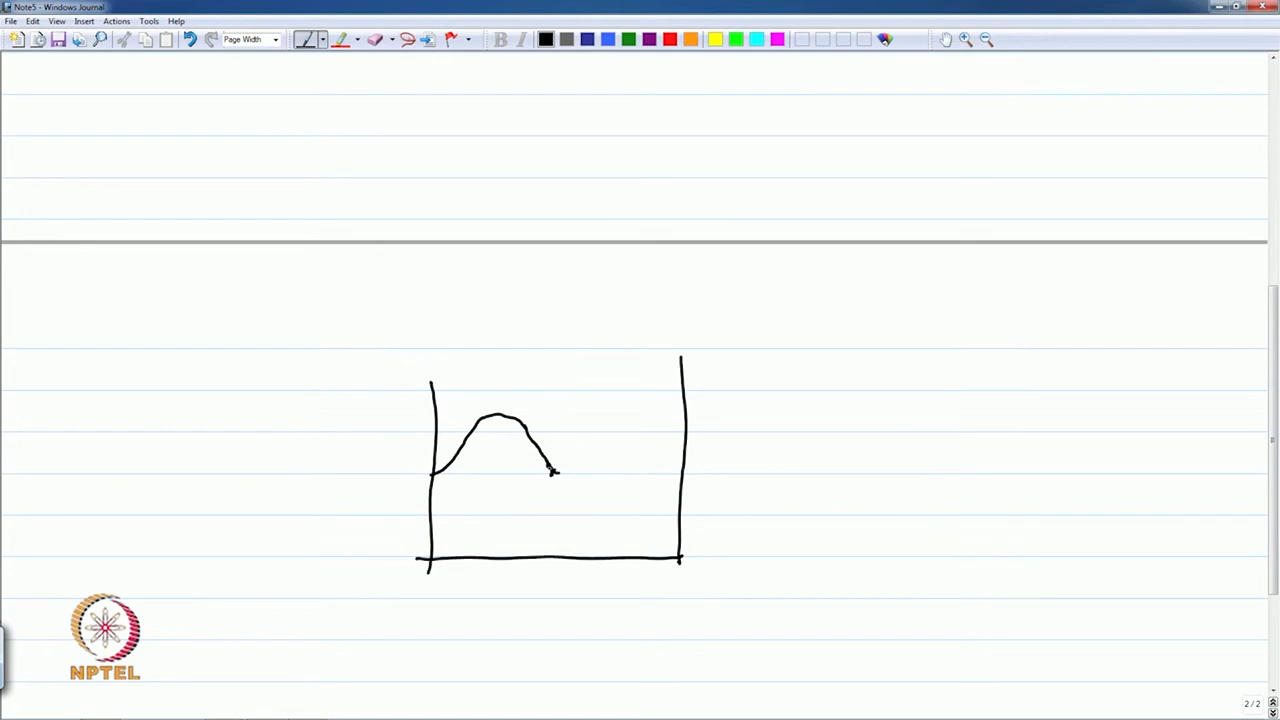 Note5 - Windows Journal
File Edit View Insert Actions Tools Help
Page Width
B I
NPTEL
2 / 2